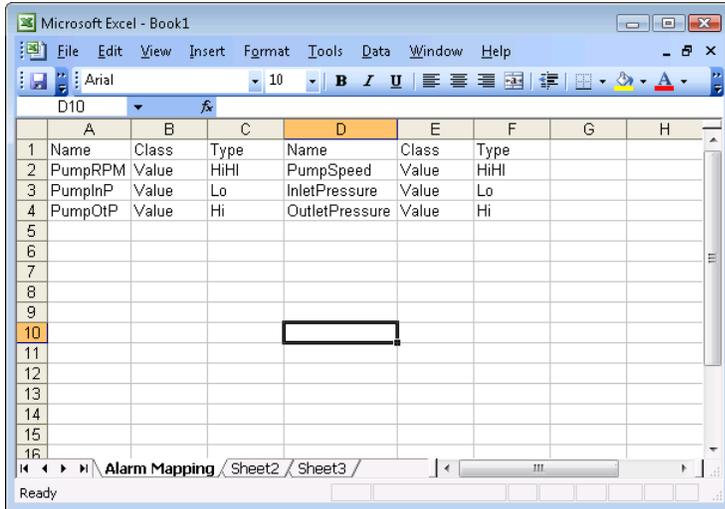 Microsoft Excel - Book1
File Edit View Insert Format Tools Data Window Help
Arial 10 B I U A
D10 fx
A B C D E F G H
1 Name Class Type Name Class Type
2 PumpRPM Value HiHI PumpSpeed Value HiHI
3 PumpInP Value Lo InletPressure Value Lo
4 PumpOtP Value Hi OutletPressure Value Hi
5
6
7
8
9
10
11
12
13
14
15
16
Alarm Mapping Sheet2 Sheet3
Ready